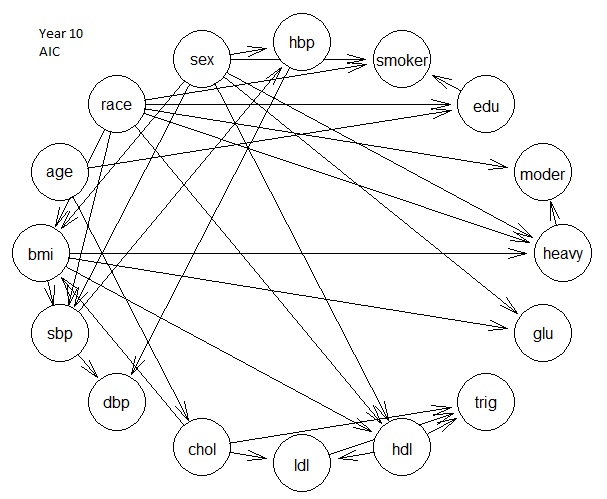 Year 10
AIC
hbp
sex
smoker
race
edu
age
moder
bmi
heavy
sbp
glu
dbp
trig
chol
hdl
ldl